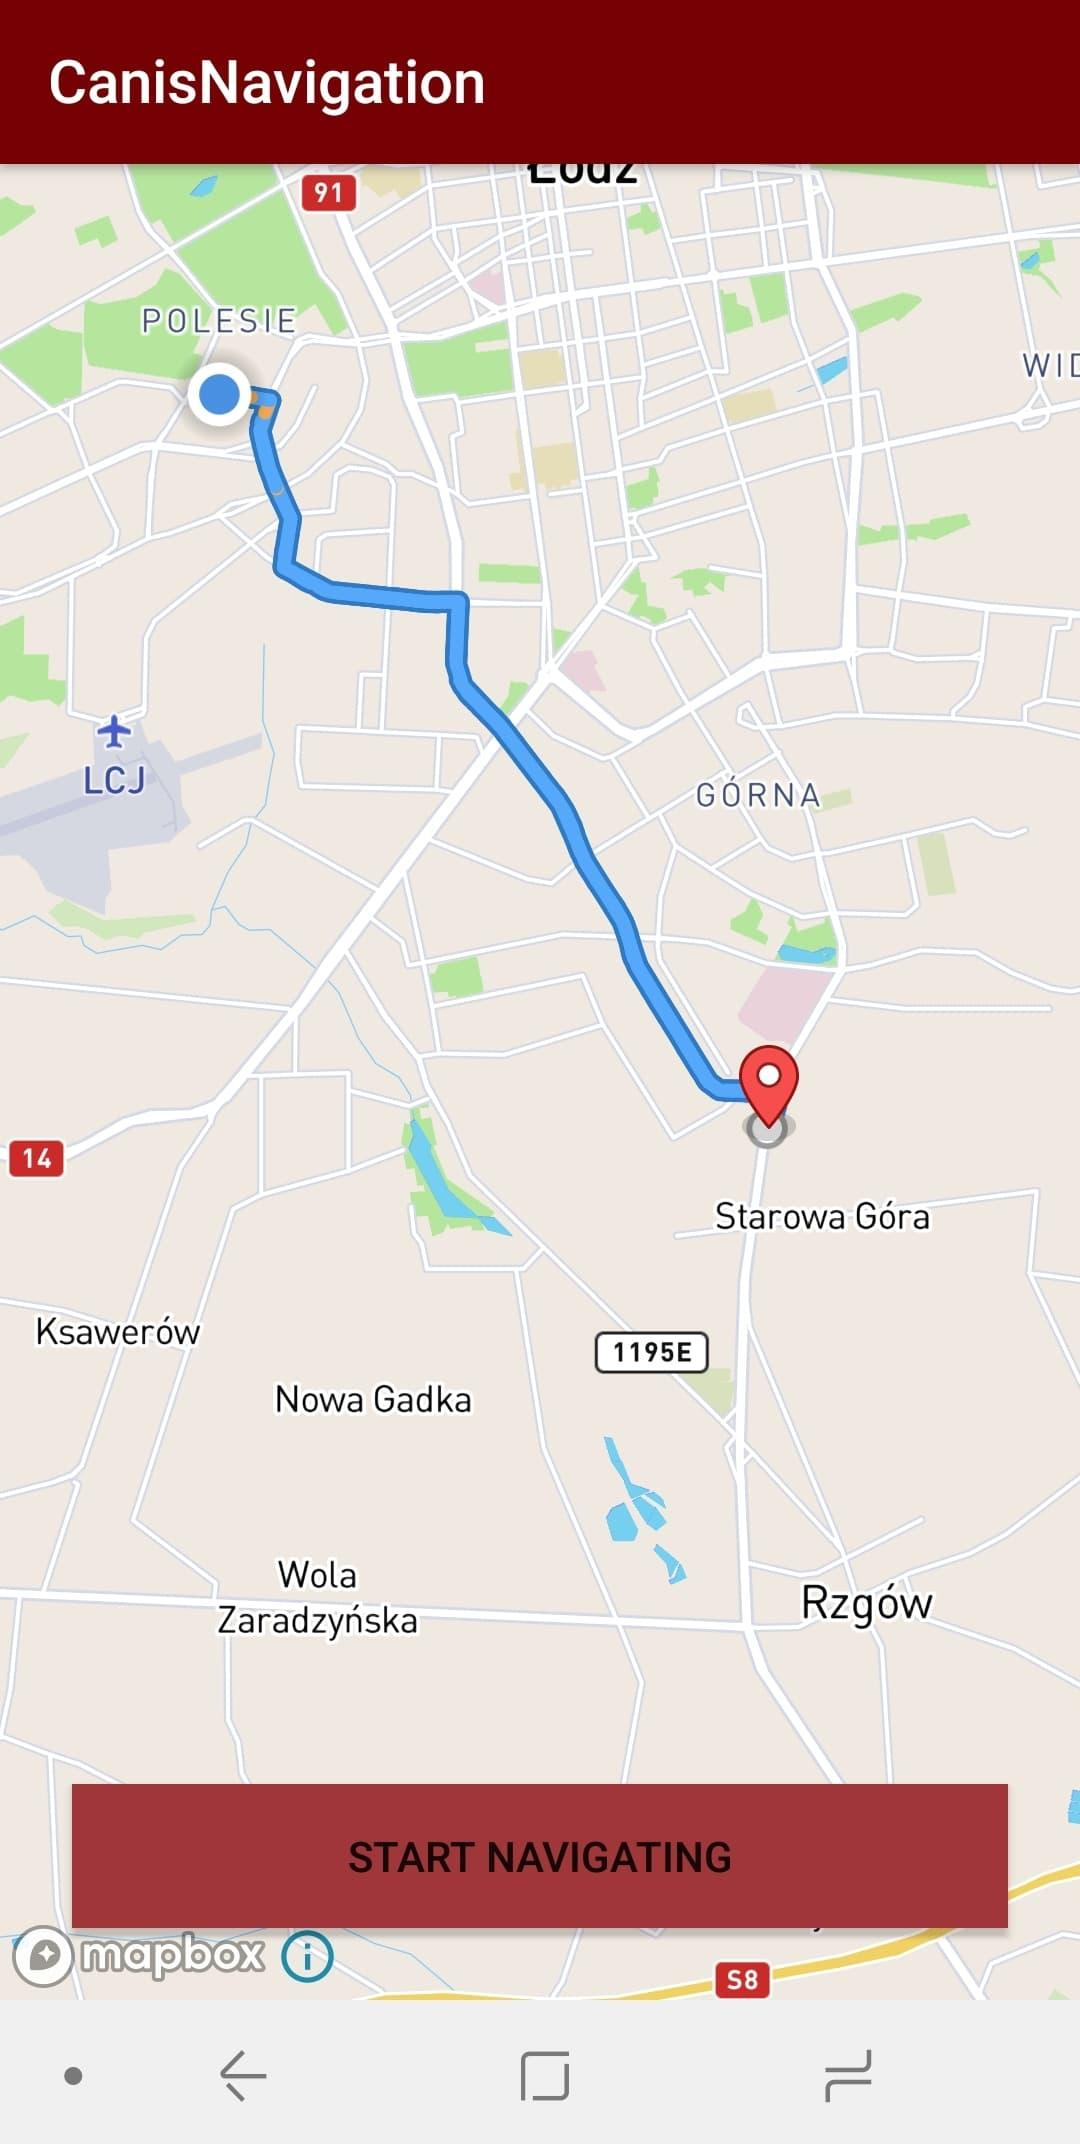 CanisNavigation
Łódź
91
POLESIE
WID
LCJ
GÓRNA
14
Starowa Góra
Ksawerów
1195E
Nowa Gadka
Wola
Zaradzyńska
Rzgów
START NAVIGATING
mapbox
S8